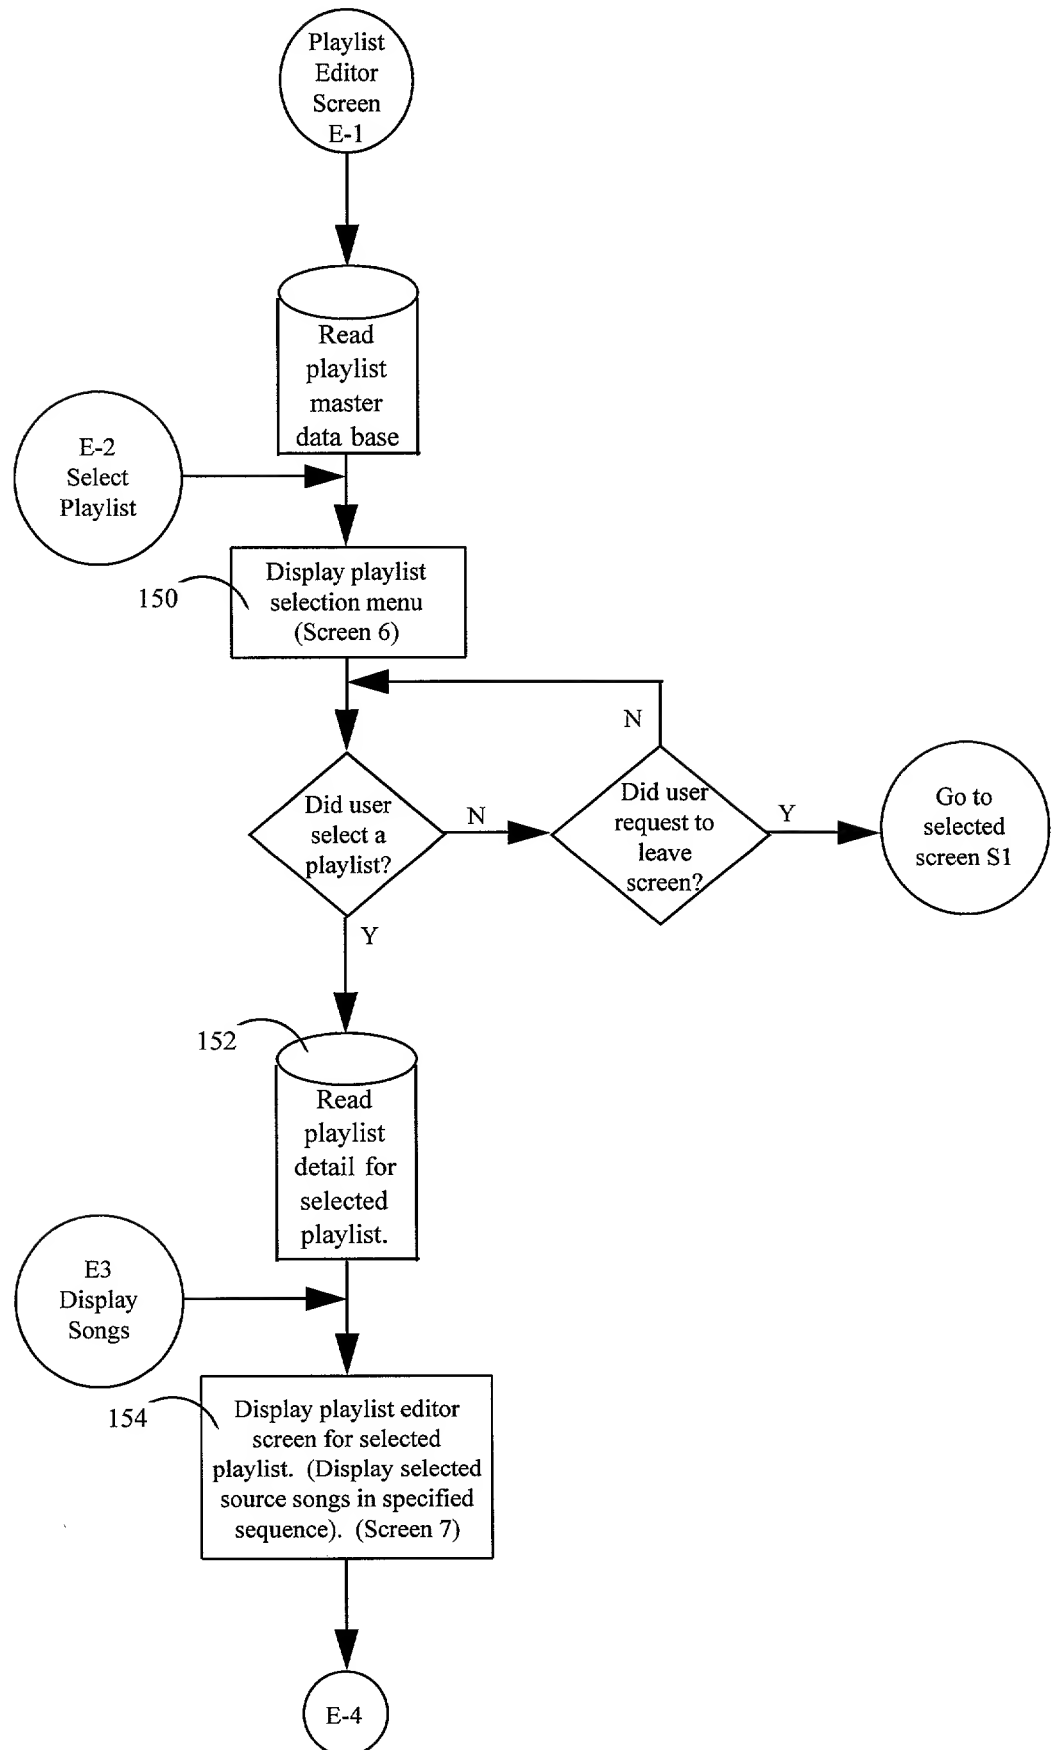 Playlist
Editor
Screen
E-1
Read
playlist
master
data base
E-2
Select
Playlist
Display playlist
selection menu
(Screen 6)
150
N
Did user
select a
playlist?
N
Did user
request to
leave
screen?
Y
Go to
selected
screen S1
Y
152
Read
playlist
detail for
selected
playlist.
E3
Display
Songs
154
Display playlist editor
screen for selected
playlist. (Display selected
source songs in specified
sequence). (Screen 7)
E-4